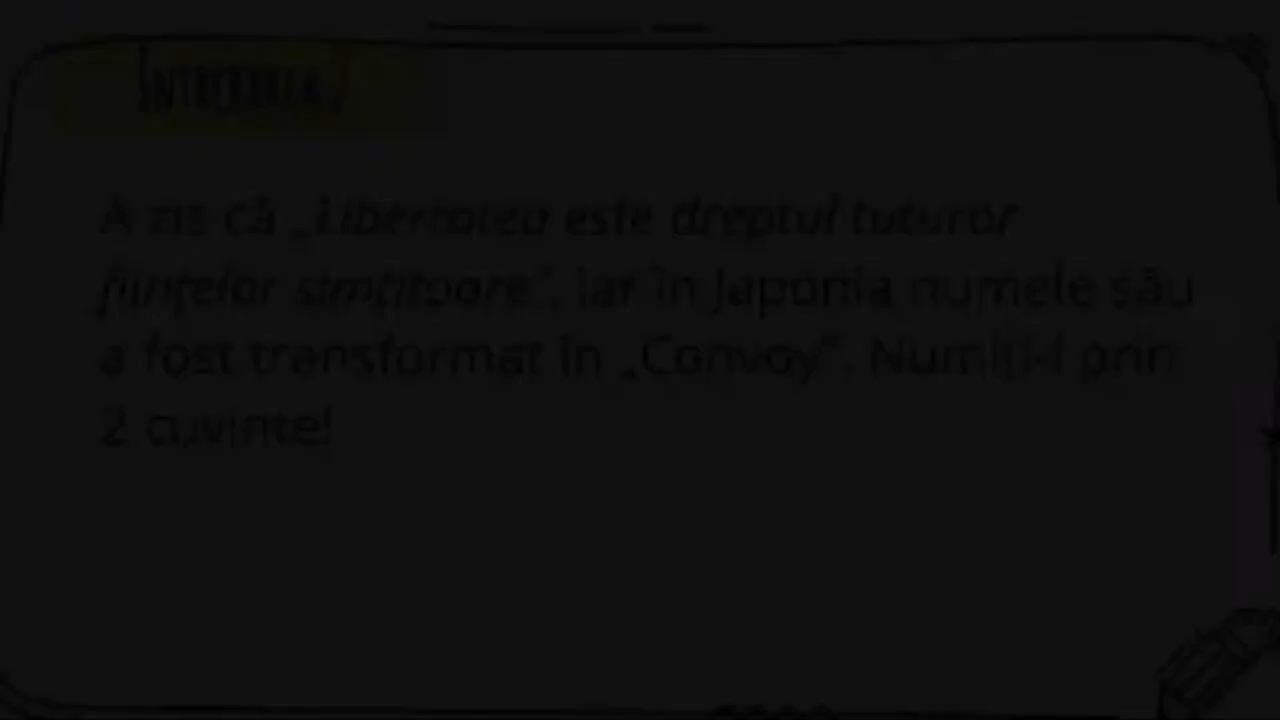 A zis că „Libertatea este dreptul tuturor
ființelor simțitoare”, iar în Japonia numele său
a fost transformat în „Convoy”. Numiți-l prin
2 cuvinte!